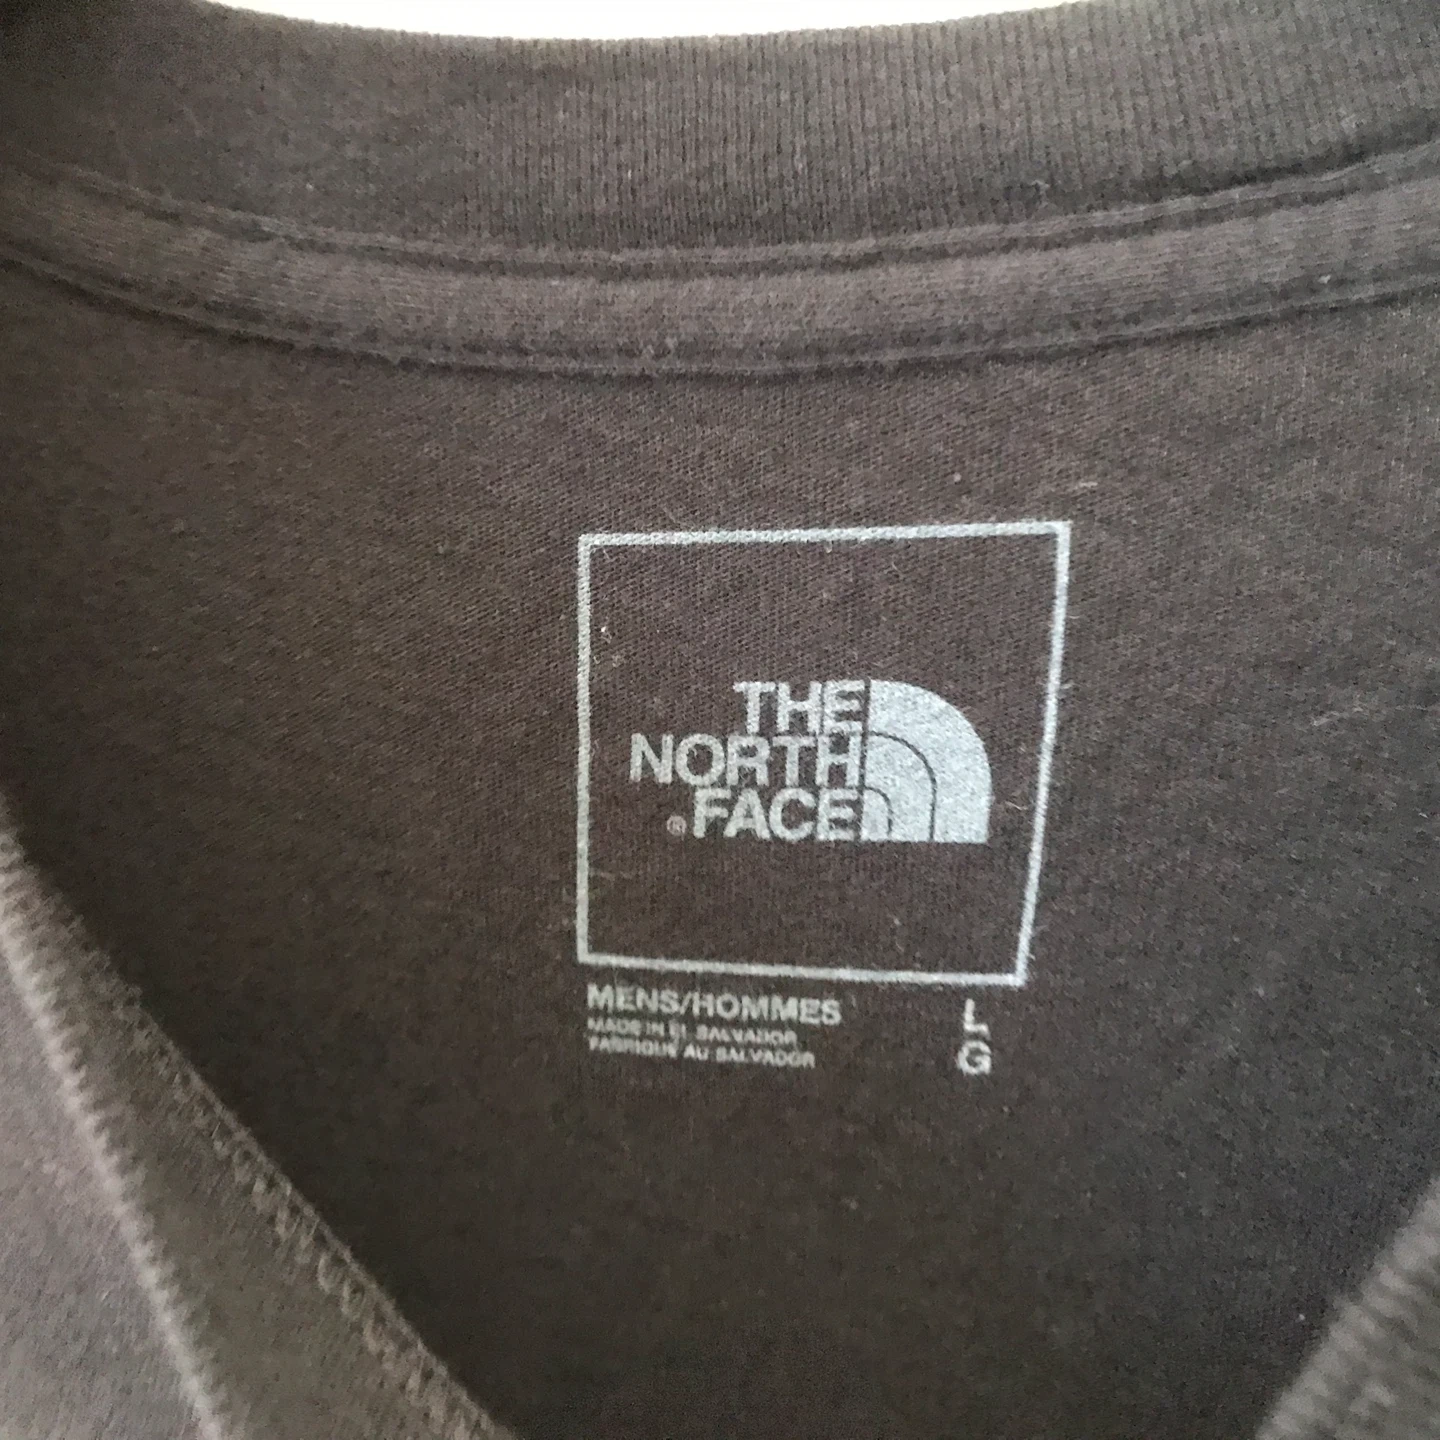 THE
NORTH
® FACE
MENS/HOMMES
MADE IN EL SALVADOR
FABRIQUE AU SALVADOR
L
G